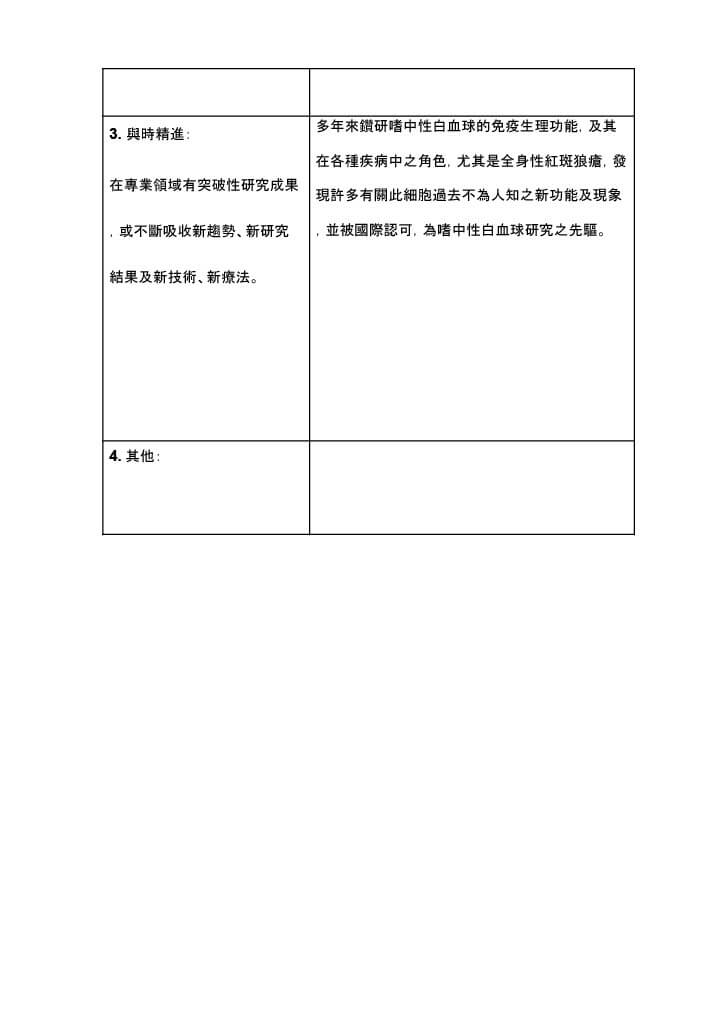 3. 與時精進:
在專業領域有突破性研究成果
, 或不斷吸收新趨勢、新研究
結果及新技術、新療法。
多年來鑽研嗜中性白血球的免疫生理功能, 及其
在各種疾病中之角色, 尤其是全身性紅斑狼瘡, 發
現許多有關此細胞過去不為人知之新功能及現象
, 並被國際認可, 為嗜中性白血球研究之先驅。
4. 其他: